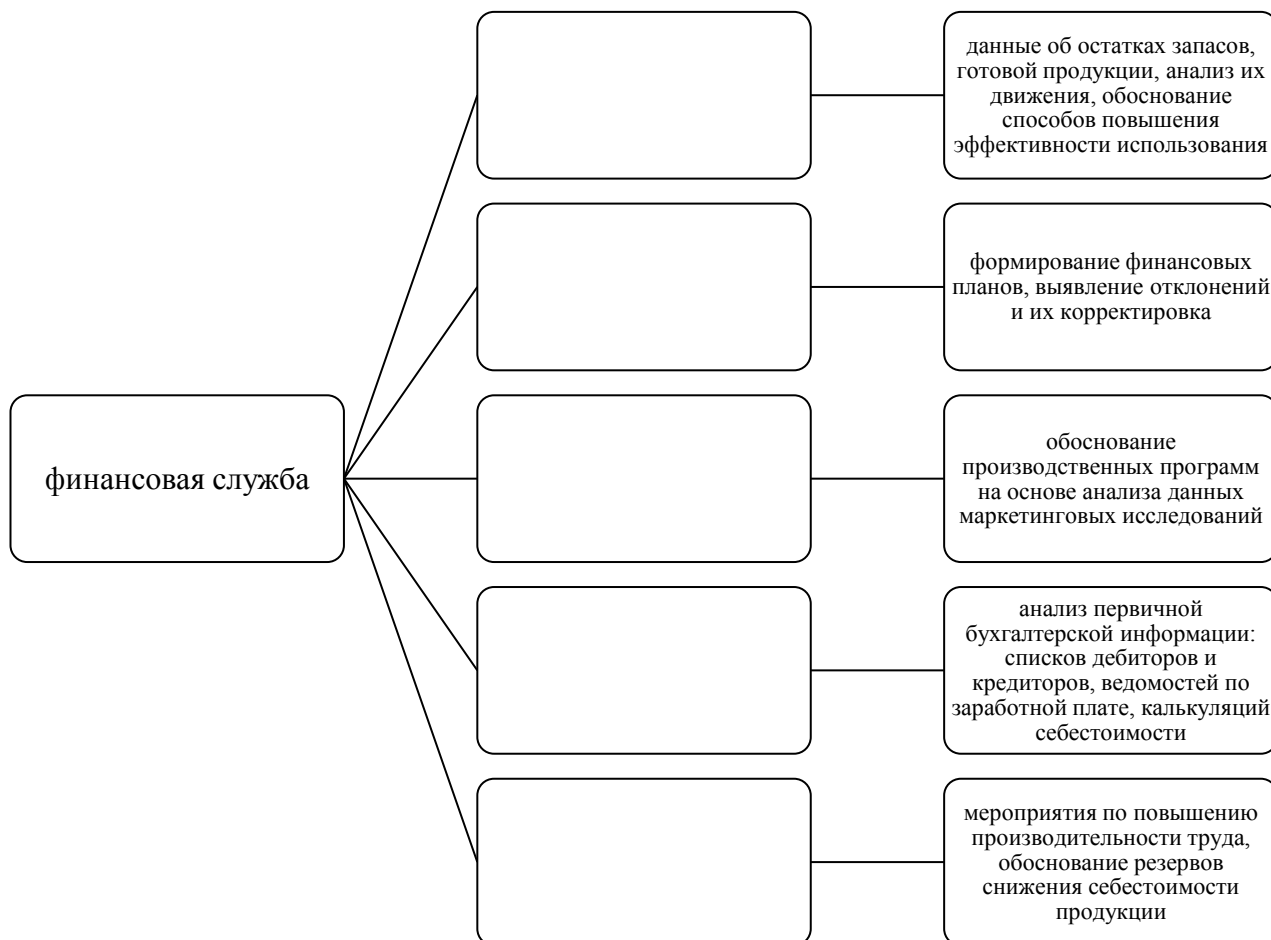 данные об остатках запасов,
готовой продукции, анализ их
движения, обоснование
способов повышения
эффективности использования
формирование финансовых
планов, выявление отклонений
и их корректировка
финансовая служба
обоснование
производственных программ
на основе анализа данных
маркетинговых исследований
анализ первичной
бухгалтерской информации:
списков дебиторов и
кредиторов, ведомостей по
заработной плате, калькуляций
себестоимости
мероприятия по повышению
производительности труда,
обоснование резервов
снижения себестоимости
продукции